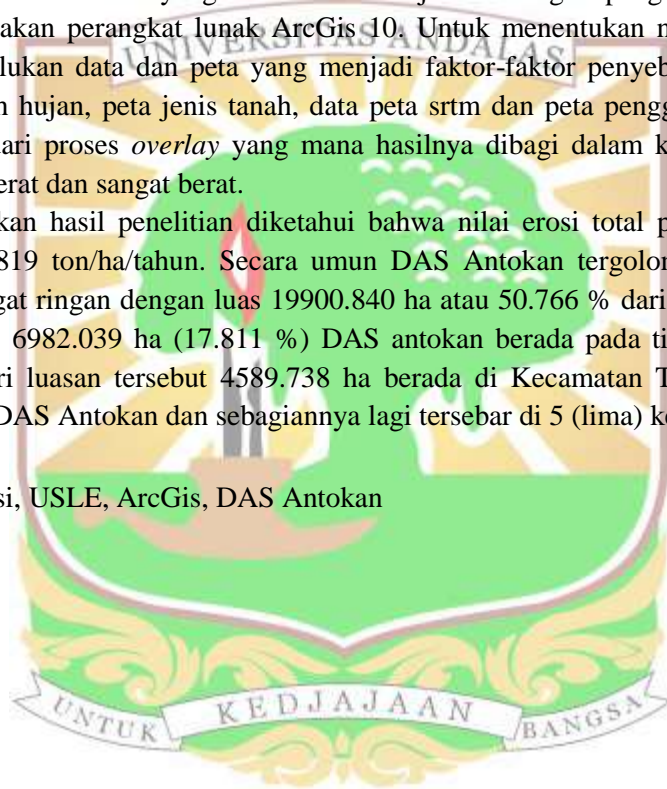 akan perangkat lunak ArcGis 10. Untuk menentukan
UNIVERSITAS ANDALAS
lukan data dan peta yang menjadi faktor-faktor penyeb
n hujan, peta jenis tanah, data peta srtm dan peta pengg
dari proses overlay yang mana hasilnya dibagi dalam k
erat dan sangat berat.
kan hasil penelitian diketahui bahwa nilai erosi total p
819 ton/ha/tahun. Secara umun DAS Antokan tergolon
gat ringan dengan luas 19900.840 ha atau 50.766 % dari
6982.039 ha (17.811 %) DAS antokan berada pada ti
ri luasan tersebut 4589.738 ha berada di Kecamatan T
DAS Antokan dan sebagiannya lagi tersebar di 5 (lima) k
si, USLE, ArcGis, DAS Antokan
UNTUK KEDJAJAAN BANGSA